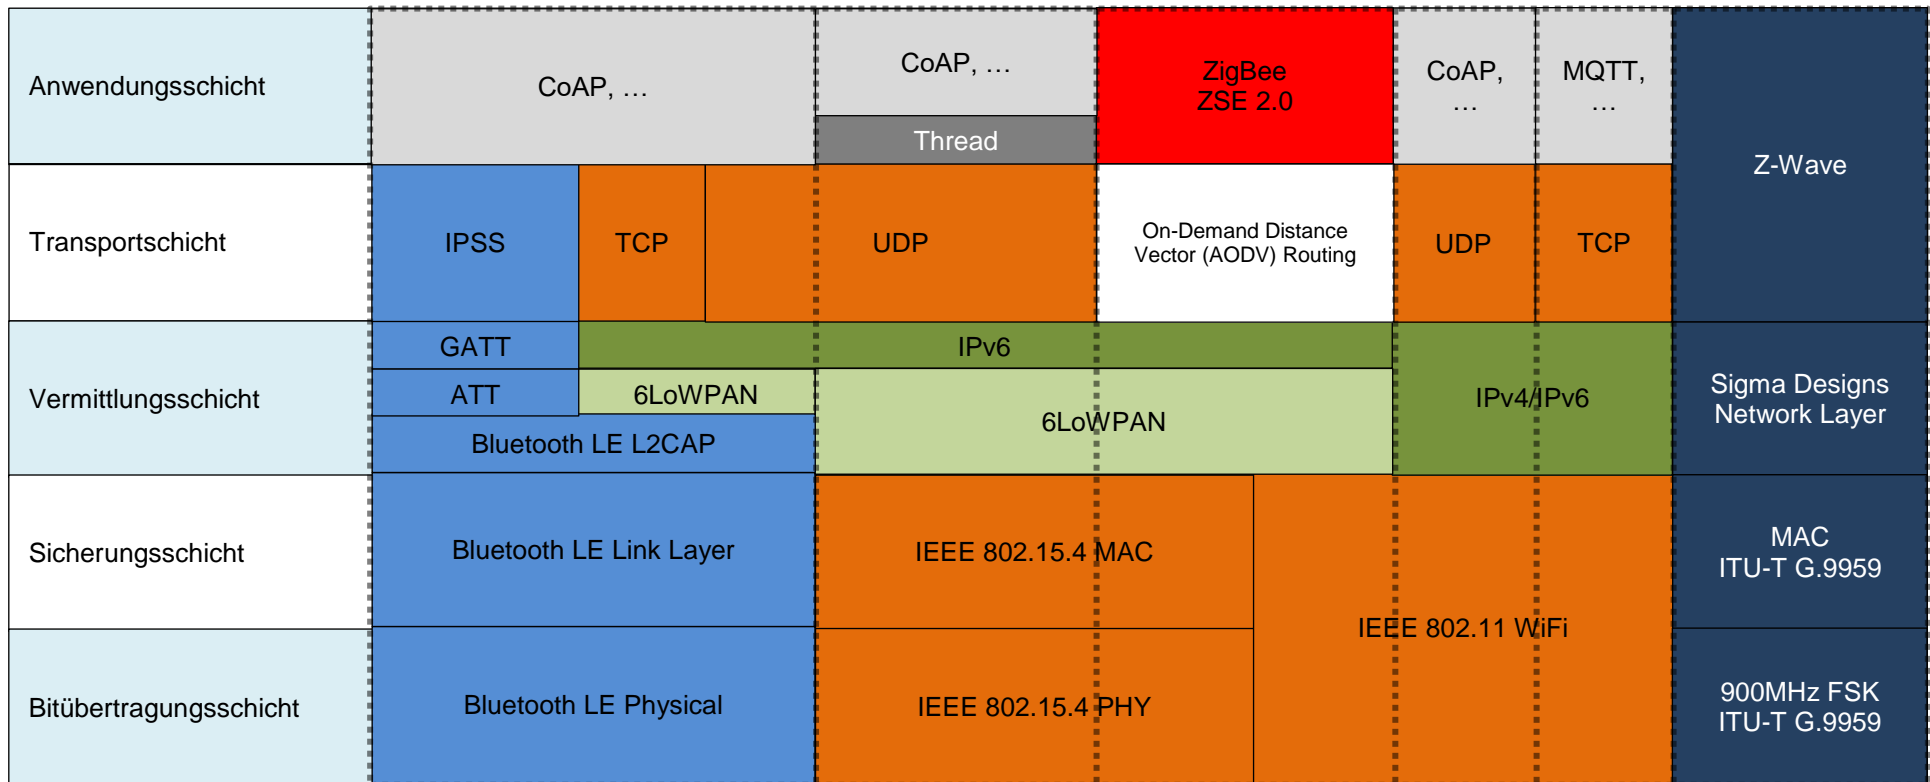 Anwendungsschicht
CoAP, …
CoAP, …
Thread
ZigBee
ZSE 2.0
CoAP,
…
MQTT,
…
Z-Wave
Transportschicht
IPSS
TCP
UDP
On-Demand Distance
Vector (AODV) Routing
UDP
TCP
Vermittlungsschicht
GATT
IPv6
ATT
6LoWPAN
Bluetooth LE L2CAP
6LoWPAN
IPv4/IPv6
Sigma Designs
Network Layer
Sicherungsschicht
Bluetooth LE Link Layer
IEEE 802.15.4 MAC
IEEE 802.11 WiFi
MAC
ITU-T G.9959
Bitübertragungsschicht
Bluetooth LE Physical
IEEE 802.15.4 PHY
900MHz FSK
ITU-T G.9959